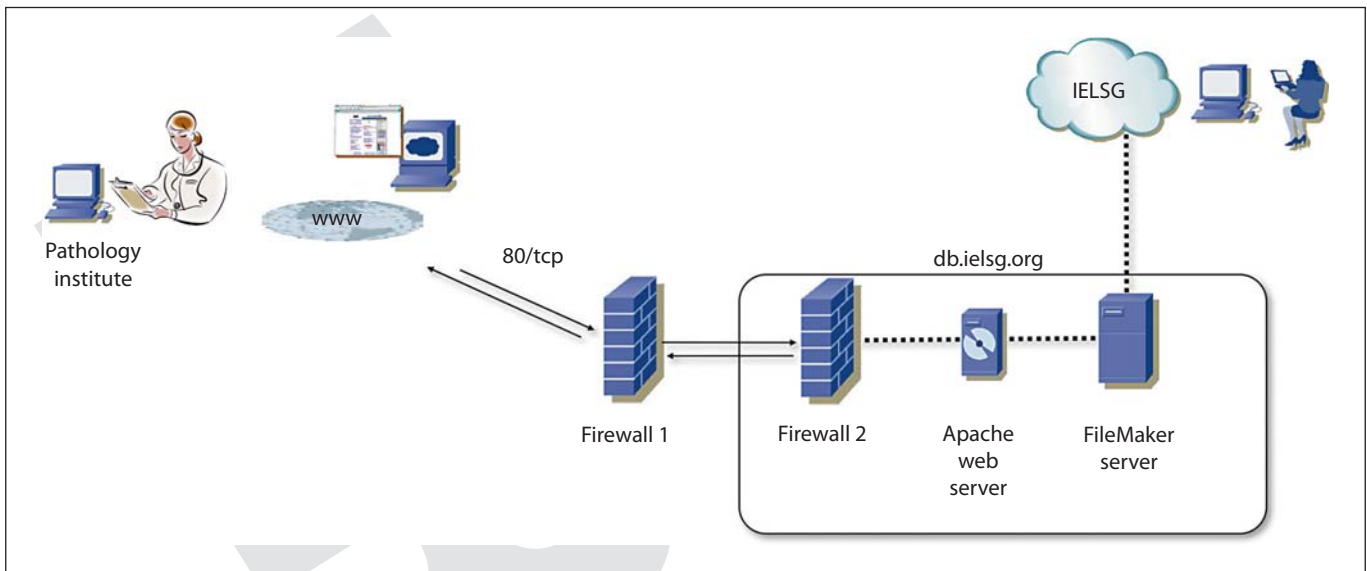 IELSG
www
Pathology
institute
80/tcp
db.ielsg.org
Firewall 1
Firewall 2
Apache
web
server
FileMaker
server